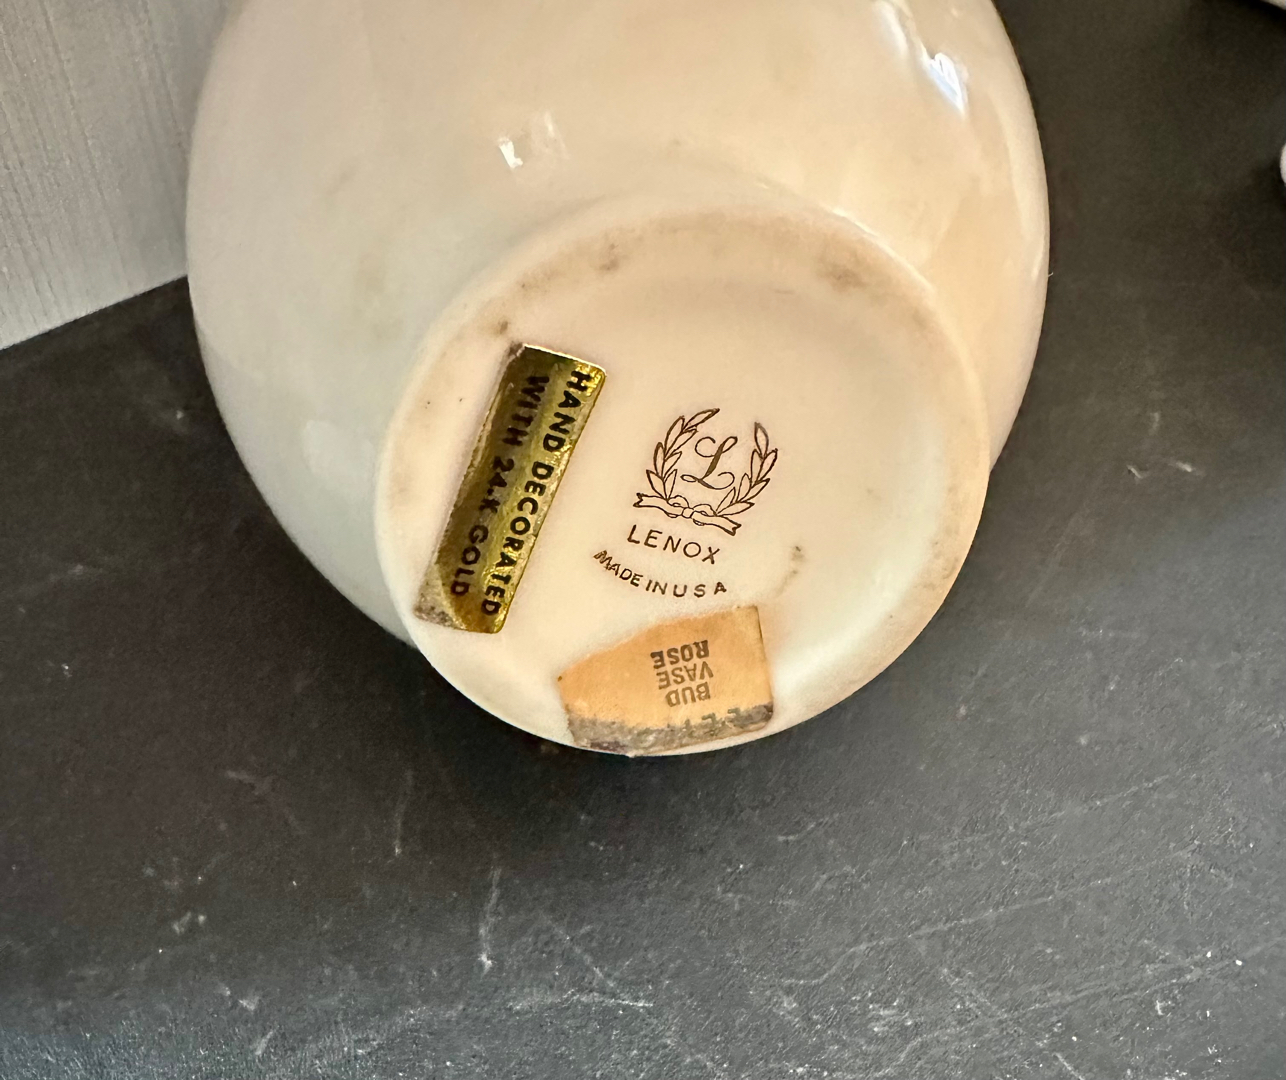 HAND DECORATED
WITH 24 K GOLD
L
LENOX
MADE IN USA
BUD
VASE
ROSE